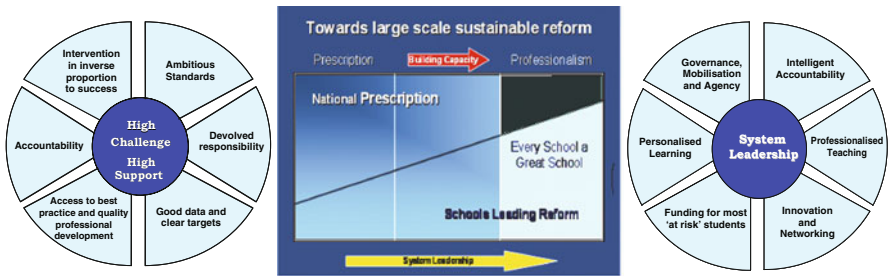 Intervention
in inverse
proportion
to success
Ambitious
Standards
Accountability
High
Challenge
High
Support
Devolved
responsibility
Access to best
practice and quality
professional
development
Good data and
clear targets
Towards large scale sustainable reform
Prescription
Building Capacity
Professionalism
National Prescription
Every School a
Great School
Schools Leading Reform
System Leadership
Governance,
Mobilisation
and Agency
Intelligent
Accountability
Personalised
Learning
System
Leadership
Professionalised
Teaching
Funding for most
'at risk' students
Innovation
and
Networking